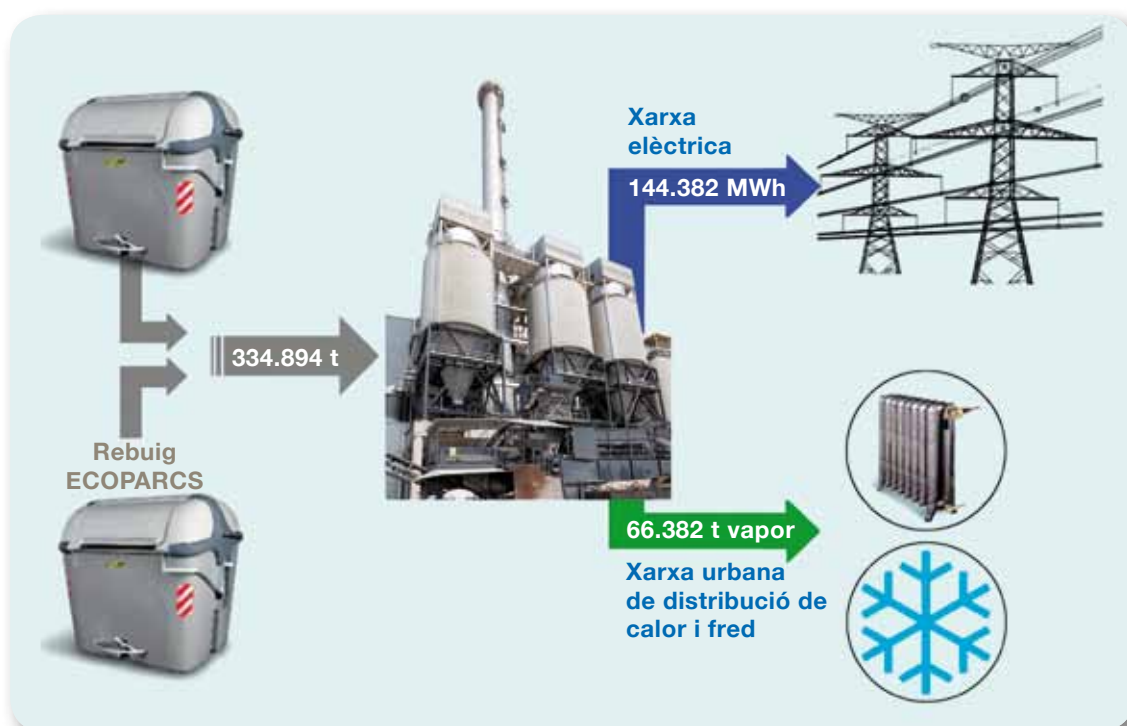 Xarxa
elèctrica
144.382 MWh
334.894 t
Rebuig
ECOPARCS
66.382 t vapor
Xarxa urbana
de distribució de
calor i fred